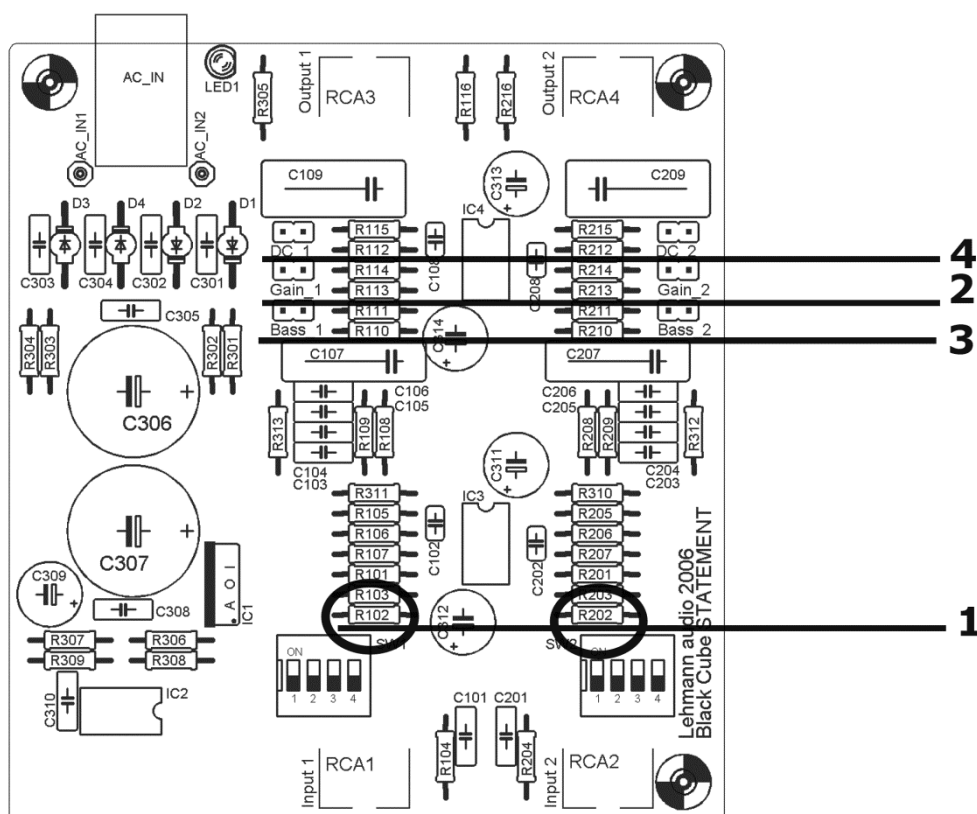 AC_IN
LED1
R305
Output 1
RCA3
R116
R216
Output 2
RCA4
AC_IN1
AC_IN2
C109
C313
C209
D3
D4
D2
D1
IC4
R115
R215
DC_1
R112
C108
R212
DC_2
4
R114
R214
C303
C304
C302
C301
Gain_1
R113
C208
R213
Gain_2
2
C305
R111
R211
Bass_1
R110
C314
R210
Bass_2
3
R304
R303
R302
R301
C107
C207
C106
C105
C206
C205
C306
R313
R109
R108
R208
R209
R312
C104
C103
C311
C204
C203
R311
IC3
R310
R105
R205
R106
C102
R206
C307
R107
C202
R207
R101
R201
C309
A O I
IC1
R103
R203
C308
R102
C312
R202
1
R307
R306
SW1
SW2
R309
R308
ON
1 2 3 4
ON
1 2 3 4
C310
IC2
C101
C201
Lehmann audio 2006
Black Cube STATEMENT
R104
R204
Input 1
RCA1
Input 2
RCA2